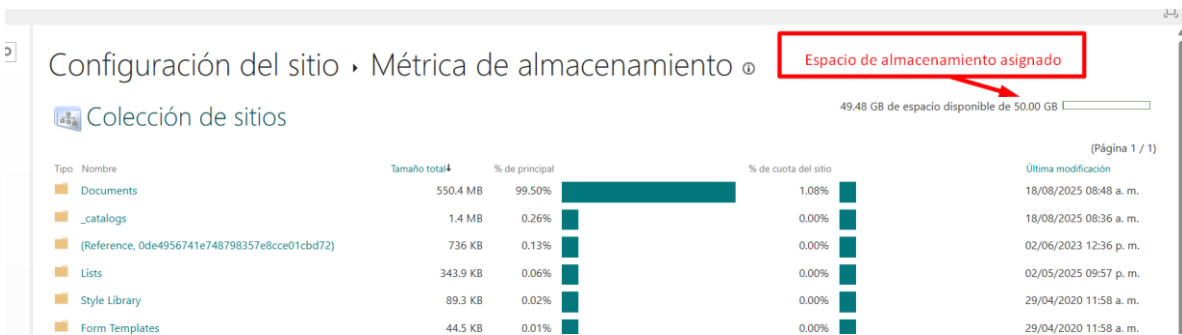 Configuración del sitio › Métrica de almacenamiento
Espacio de almacenamiento asignado
Colección de sitios
49.48 GB de espacio disponible de 50.00 GB
(Página 1 / 1)
Tipo Nombre Tamaño total↓ % de principal % de cuota del sitio Última modificación
Documents 550.4 MB 99.50% 1.08% 18/08/2025 08:48 a. m.
_catalogs 1.4 MB 0.26% 0.00% 18/08/2025 08:36 a. m.
(Reference, 0de4956741e748798357e8cce01cbd72) 736 KB 0.13% 0.00% 02/06/2023 12:36 p. m.
Lists 343.9 KB 0.06% 0.00% 02/05/2025 09:57 p. m.
Style Library 89.3 KB 0.02% 0.00% 29/04/2020 11:58 a. m.
Form Templates 44.5 KB 0.01% 0.00% 29/04/2020 11:58 a. m.